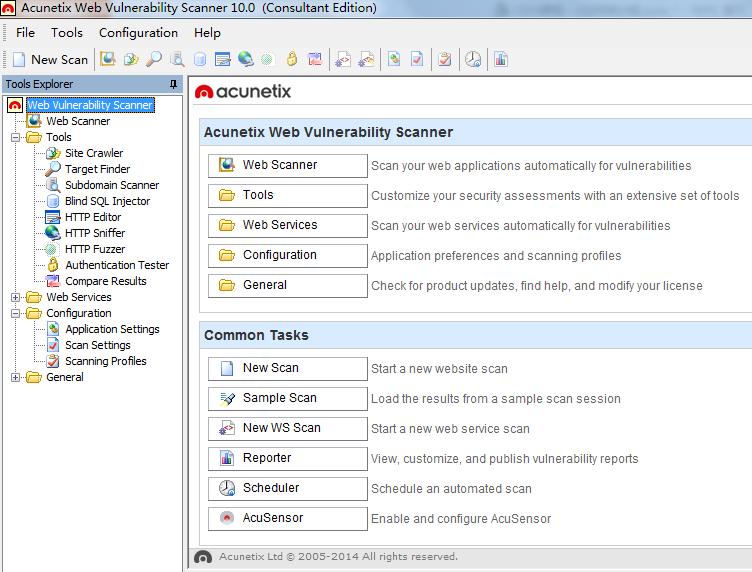 Acunetix Web Vulnerability Scanner 10.0 (Consultant Edition)
File Tools Configuration Help
New Scan
Tools Explorer
Web Vulnerability Scanner
Web Scanner
Tools
Site Crawler
Target Finder
Subdomain Scanner
Blind SQL Injector
HTTP Editor
HTTP Sniffer
HTTP Fuzzer
Authentication Tester
Compare Results
Web Services
Configuration
Application Settings
Scan Settings
Scanning Profiles
General
acunetix
Acunetix Web Vulnerability Scanner
Web Scanner Scan your web applications automatically for vulnerabilities
Tools Customize your security assessments with an extensive set of tools
Web Services Scan your web services automatically for vulnerabilities
Configuration Application preferences and scanning profiles
General Check for product updates, find help, and modify your license
Common Tasks
New Scan Start a new website scan
Sample Scan Load the results from a sample scan session
New WS Scan Start a new web service scan
Reporter View, customize, and publish vulnerability reports
Scheduler Schedule an automated scan
AcuSensor Enable and configure AcuSensor
Acunetix Ltd © 2005-2014 All rights reserved.